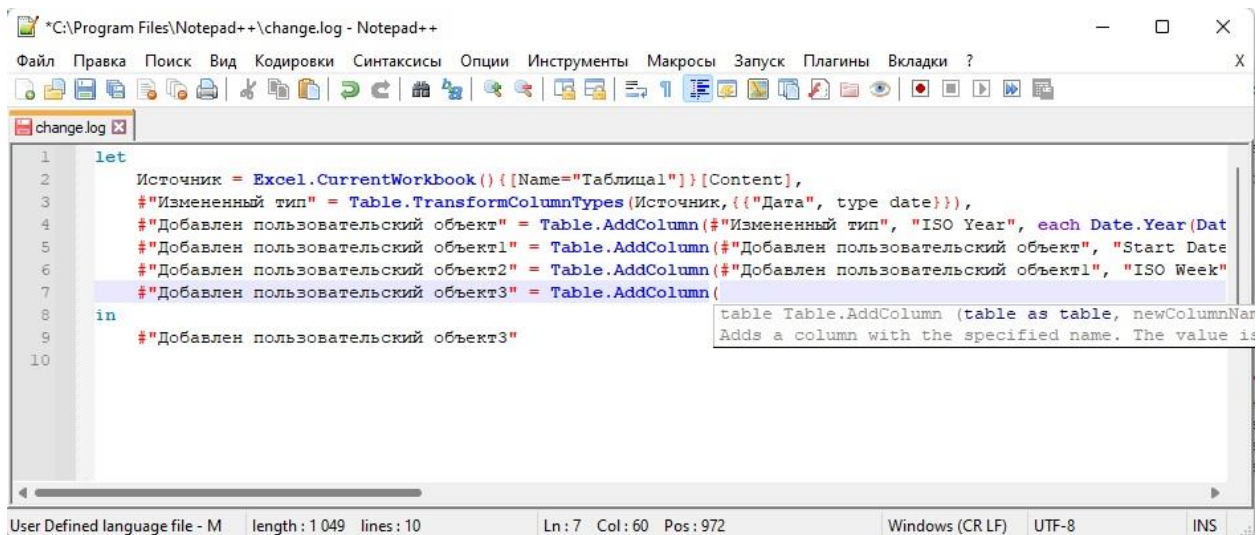 *C:\Program Files\Notepad++\change.log - Notepad++
Файл Правка Поиск Вид Кодировки Синтаксисы Опции Инструменты Макросы Запуск Плагины Вкладки ? X
change.log
1 let
2 Источник = Excel.CurrentWorkbook(){[Name="Таблица1"]}[Content],
3 #"Измененный тип" = Table.TransformColumnTypes(Источник,{{"Дата", type date}}),
4 #"Добавлен пользовательский объект" = Table.AddColumn(#"Измененный тип", "ISO Year", each Date.Year(Dat
5 #"Добавлен пользовательский объект1" = Table.AddColumn(#"Добавлен пользовательский объект", "Start Date
6 #"Добавлен пользовательский объект2" = Table.AddColumn(#"Добавлен пользовательский объект1", "ISO Week"
7 #"Добавлен пользовательский объект3" = Table.AddColumn(
table Table.AddColumn (table as table, newColumnNam
8 in
9 #"Добавлен пользовательский объект3"
Adds a column with the specified name. The value is
10
User Defined language file - M length : 1 049 lines : 10 Ln : 7 Col : 60 Pos : 972 Windows (CR LF) UTF-8 INS